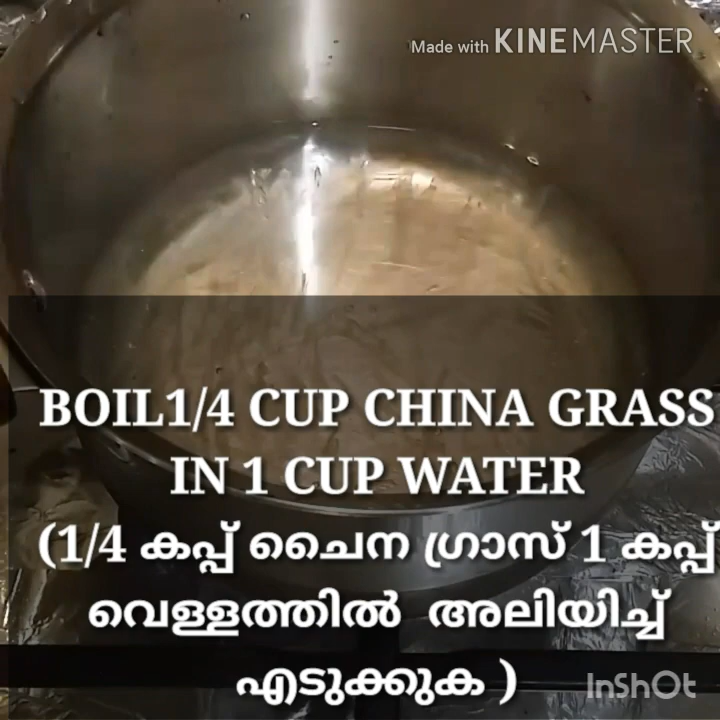 Made with KINEMASTER
BOIL1/4 CUP CHINA GRASS
IN 1 CUP WATER
(1/4 കപ്പ് ചൈന ഗ്രാസ് 1 കപ്പ്
വെള്ളത്തിൽ അലിയിച്ച്
എടുക്കുക )
InShOt